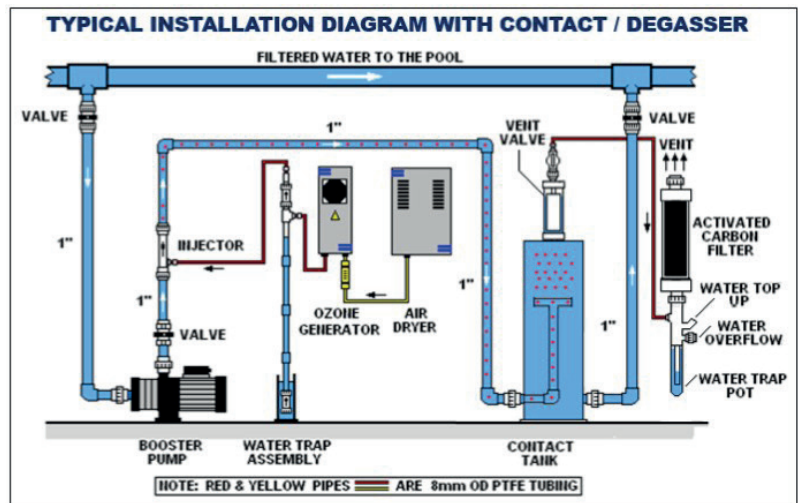 TYPICAL INSTALLATION DIAGRAM WITH CONTACT / DEGASSER
FILTERED WATER TO THE POOL
VALVE
1"
VENT
VALVE
VALVE
VENT
INJECTOR
ACTIVATED
CARBON
FILTER
1"
1"
1"
1"
WATER TOP
UP
VALVE
OZONE
GENERATOR
AIR
DRYER
WATER
OVERFLOW
WATER TRAP
POT
BOOSTER
PUMP
WATER TRAP
ASSEMBLY
CONTACT
TANK
NOTE: RED & YELLOW PIPES ARE 8mm OD PTFE TUBING